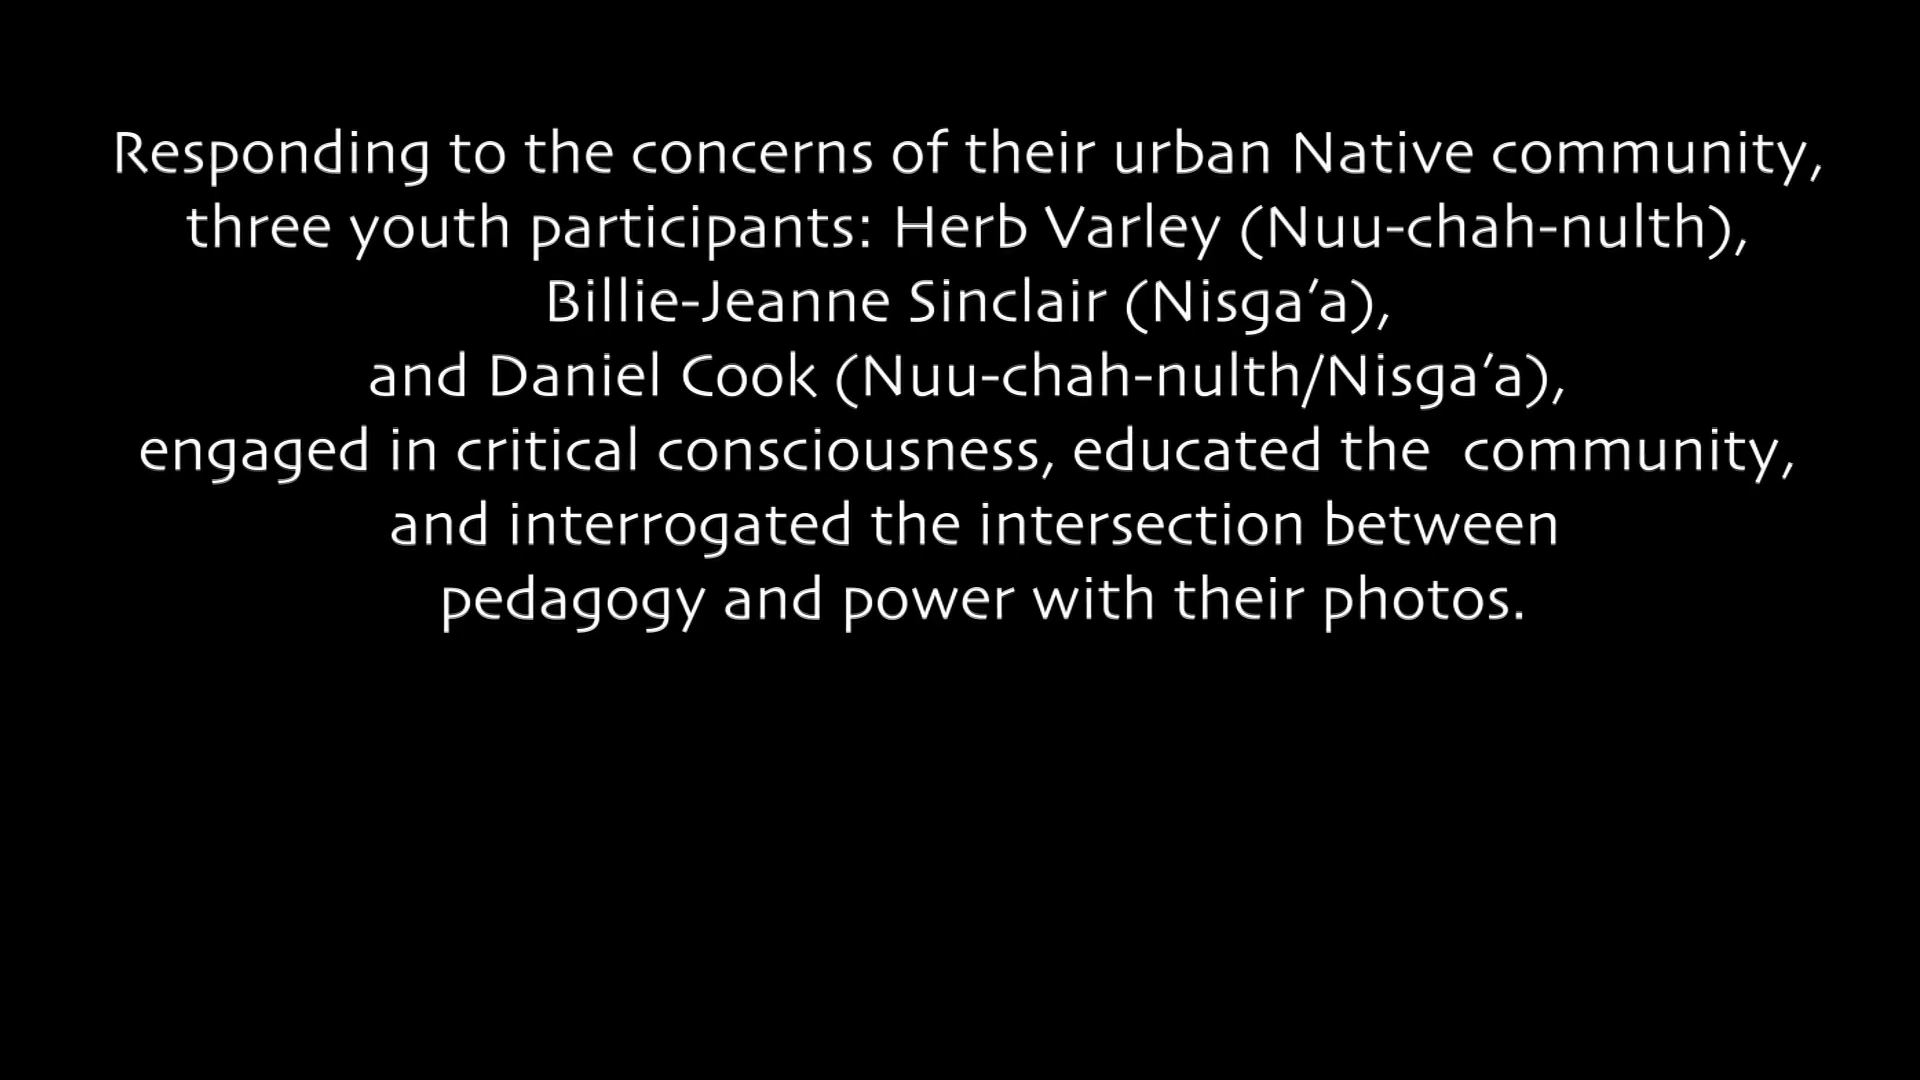 Responding to the concerns of their urban Native community,
three youth participants: Herb Varley (Nuu-chah-nulth),
Billie-Jeanne Sinclair (Nisga’a),
and Daniel Cook (Nuu-chah-nulth/Nisga’a),
engaged in critical consciousness, educated the  community,
and interrogated the intersection between
pedagogy and power with their photos.